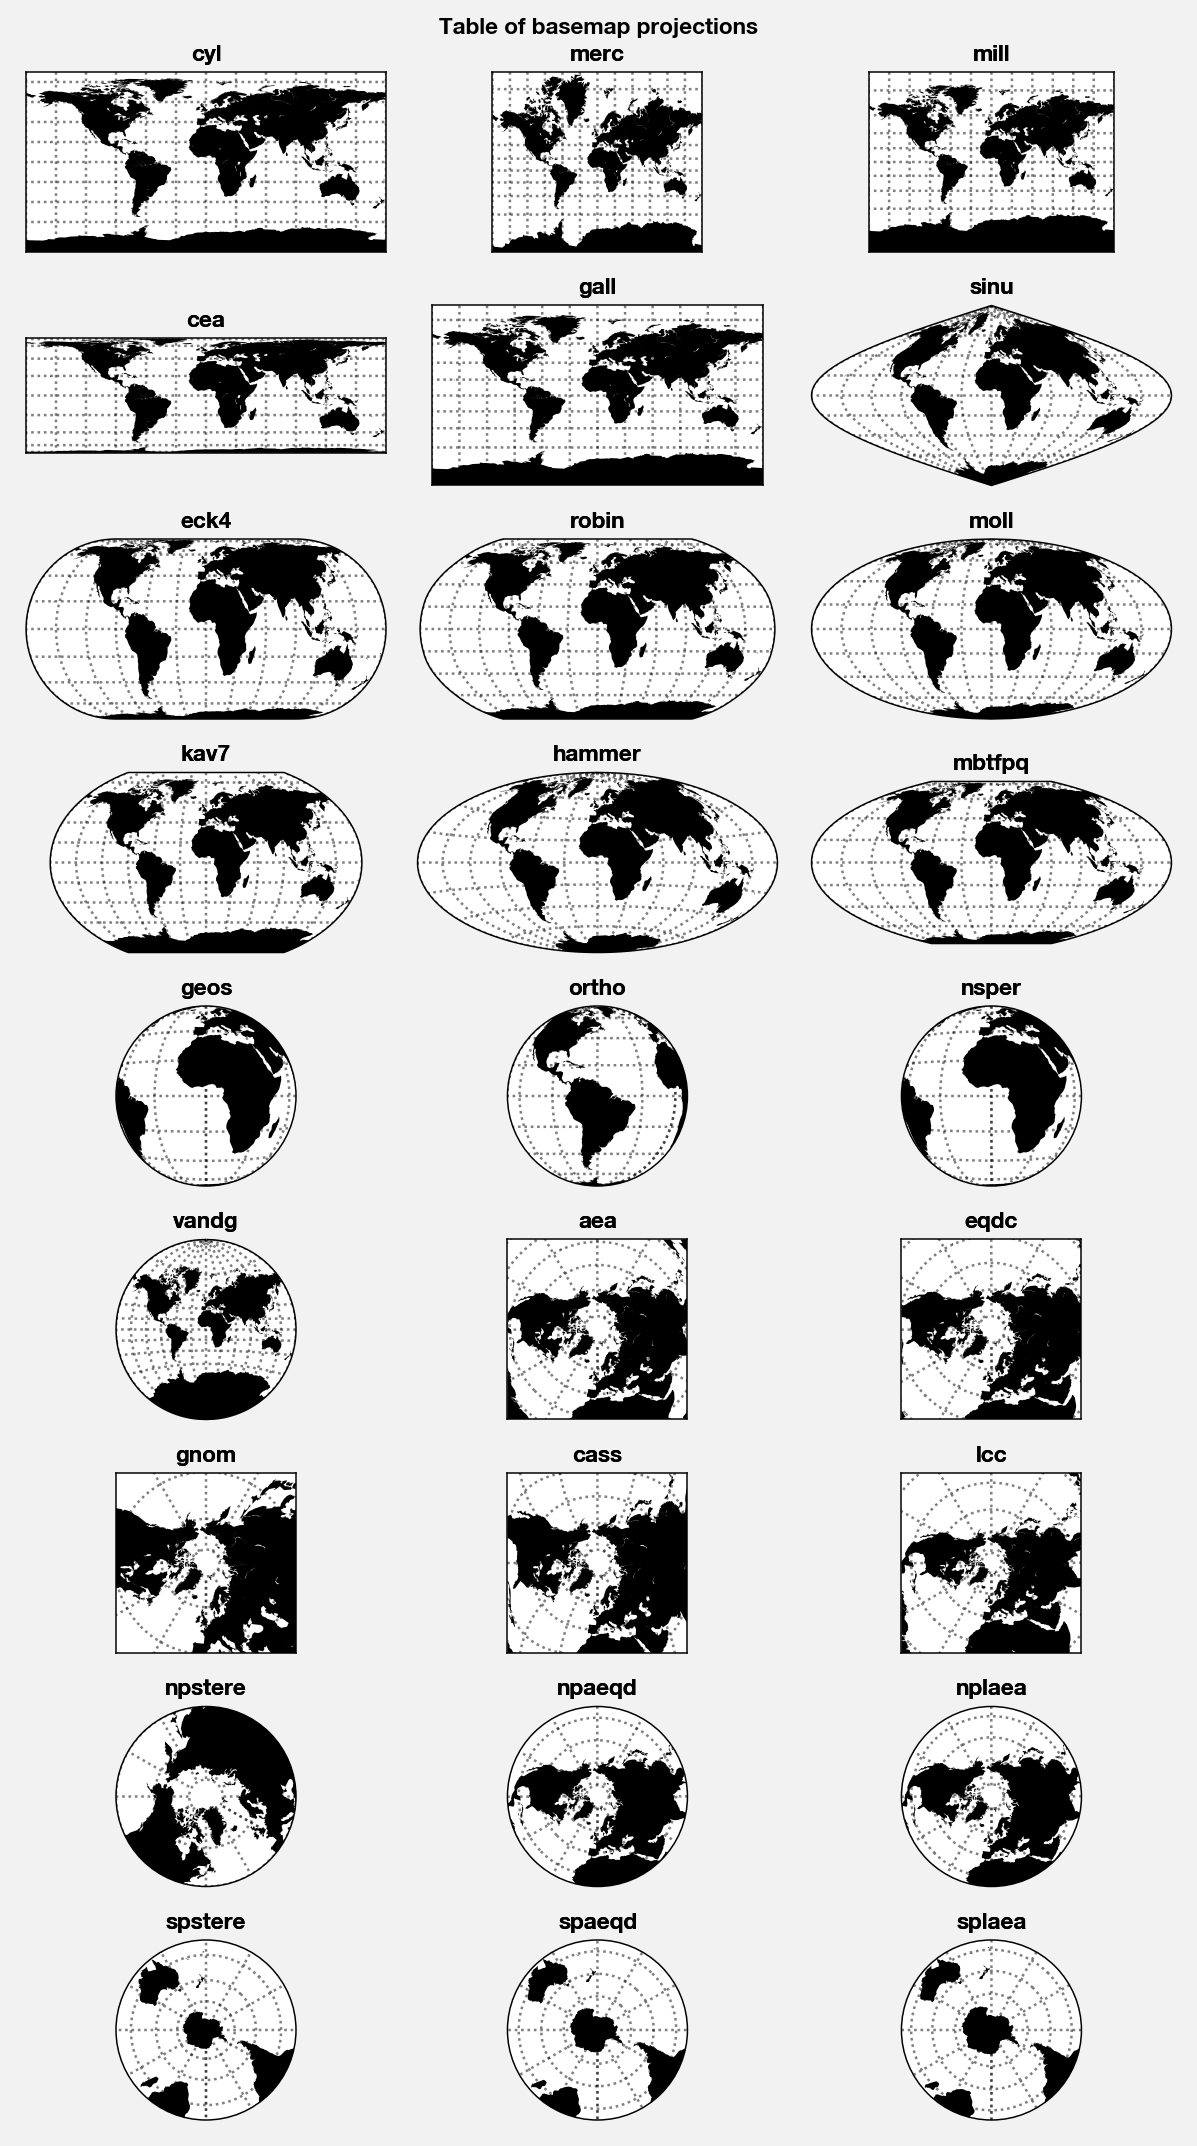 Table of basemap projections
cyl
merc
mill
cea
gall
sinu
eck4
robin
moll
kav7
hammer
mbtfpq
geos
ortho
nsper
vandg
aea
eqdc
gnom
cass
lcc
npstere
npaeqd
nplaea
spstere
spaeqd
splaea